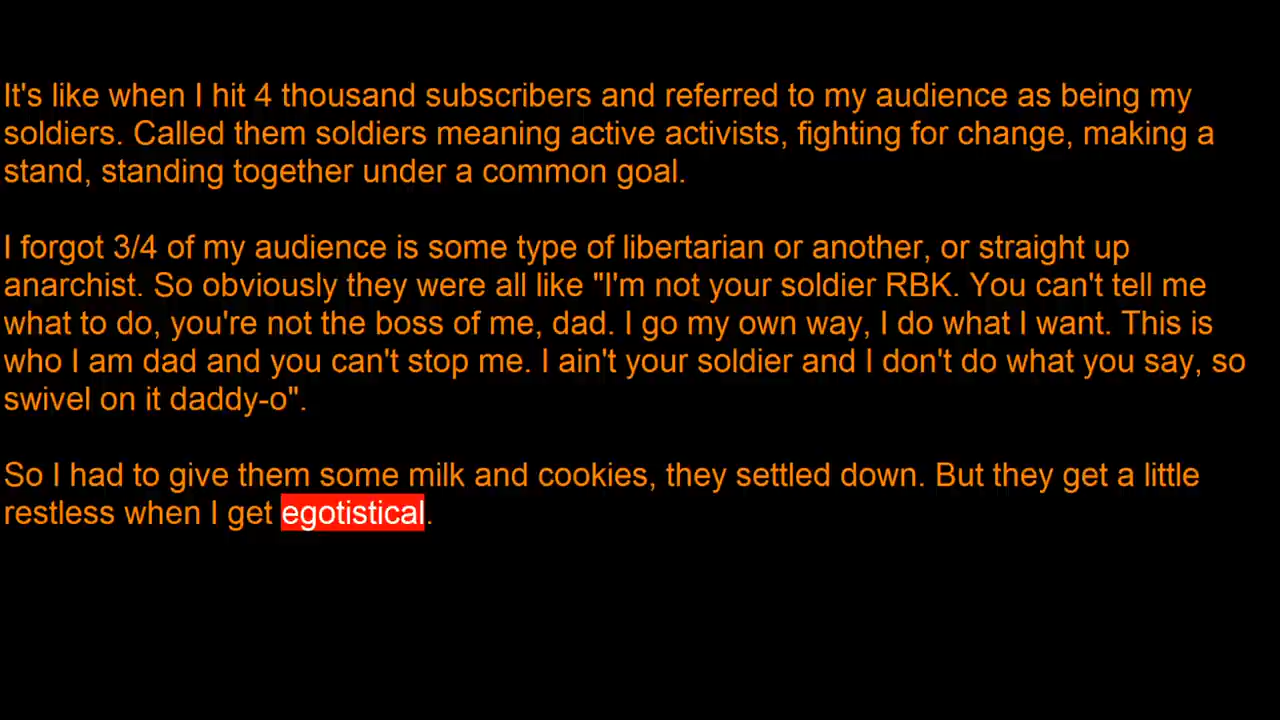 It's like when I hit 4 thousand subscribers and referred to my audience as being my
soldiers. Called them soldiers meaning active activists, fighting for change, making a
stand, standing together under a common goal.
I forgot 3/4 of my audience is some type of libertarian or another, or straight up
anarchist. So obviously they were all like "I'm not your soldier RBK. You can't tell me
what to do, you're not the boss of me, dad. I go my own way, I do what I want. This is
who I am dad and you can't stop me. I ain't your soldier and I don't do what you say, so
swivel on it daddy-o".
So I had to give them some milk and cookies, they settled down. But they get a little
restless when I get egotistical.